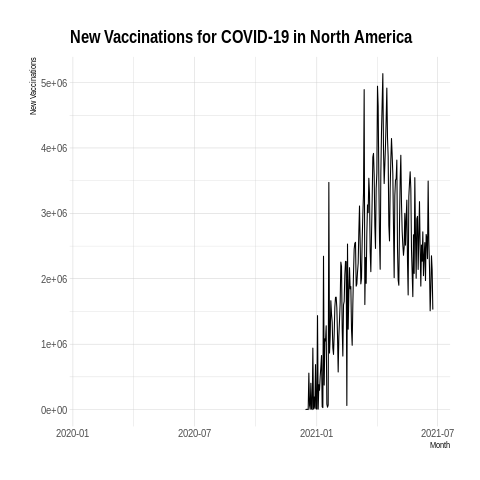 New Vaccinations for COVID-19 in North America
New Vaccinations
5e+06
4e+06
3e+06
2e+06
1e+06
0e+00
2020-01
2020-07
2021-01
2021-07
Month